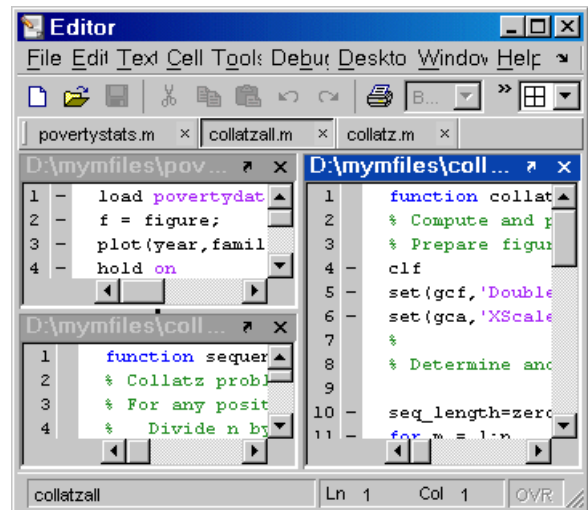 Editor
File Edit Text Cell Tools Debug Deskto Window Help
B...
povertystats.m × collatzall.m × collatz.m ×
D:\mymfiles\pov...
1 – load povertydat
2 – f = figure;
3 – plot(year,famil
4 – hold on
D:\mymfiles\coll...
1 function sequer
2 % Collatz probl
3 % For any posit
4 % Divide n by
D:\mymfiles\coll...
1 function collat
2 % Compute and p
3 % Prepare figur
4 – clf
5 – set(gcf,'Double
6 – set(gca,'XScale
7 %
8 % Determine and
9
10 – seq_length=zero
11 – for m = 1:n
collatzall
Ln 1 Col 1 OVR